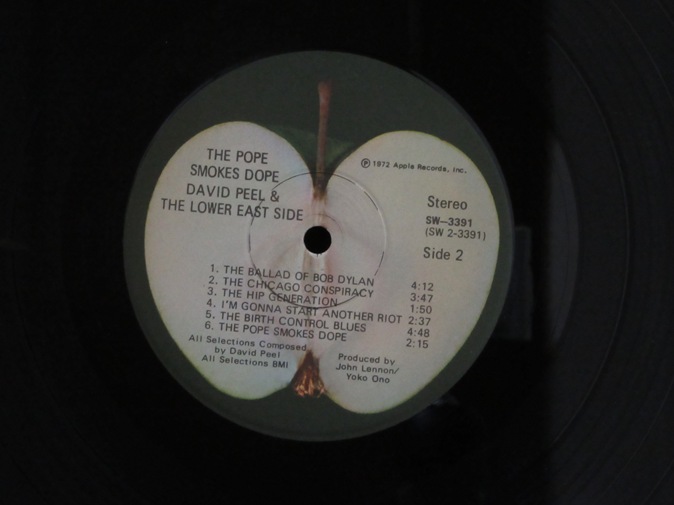 THE POPE
SMOKES DOPE
DAVID PEEL &
THE LOWER EAST SIDE
℗ 1972 Apple Records, Inc.
Stereo
SW—3391
(SW 2-3391)
Side 2
1. THE BALLAD OF BOB DYLAN 4:12
2. THE CHICAGO CONSPIRACY 3:47
3. THE HIP GENERATION 1:50
4. I'M GONNA START ANOTHER RIOT 2:37
5. THE BIRTH CONTROL BLUES 4:48
6. THE POPE SMOKES DOPE 2:15
All Selections Composed
by David Peel
All Selections BMI
Produced by
John Lennon/
Yoko Ono